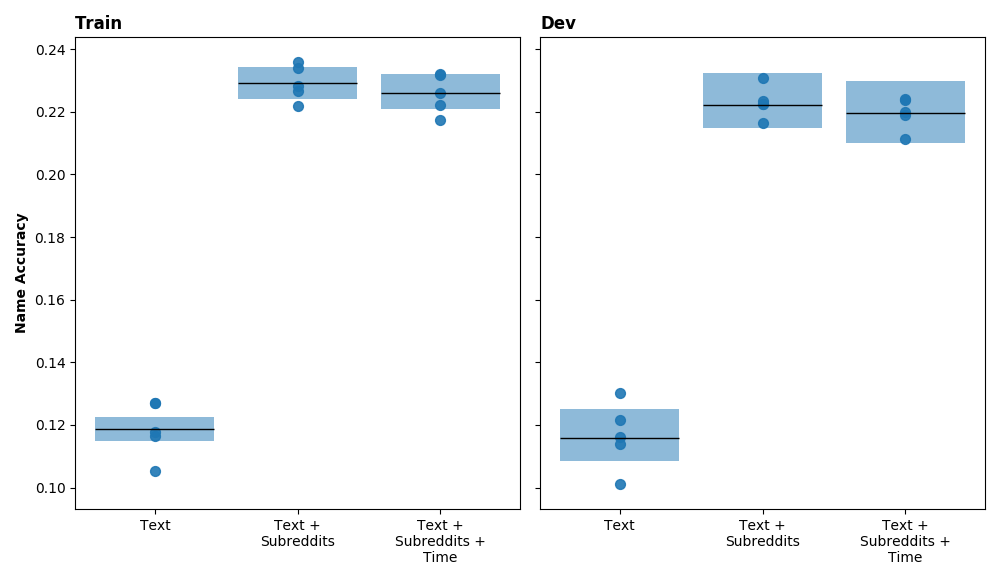 Train
Dev
Name Accuracy
0.24
0.22
0.20
0.18
0.16
0.14
0.12
0.10
Text
Text +
Subreddits
Text +
Subreddits +
Time
Text
Text +
Subreddits
Text +
Subreddits +
Time